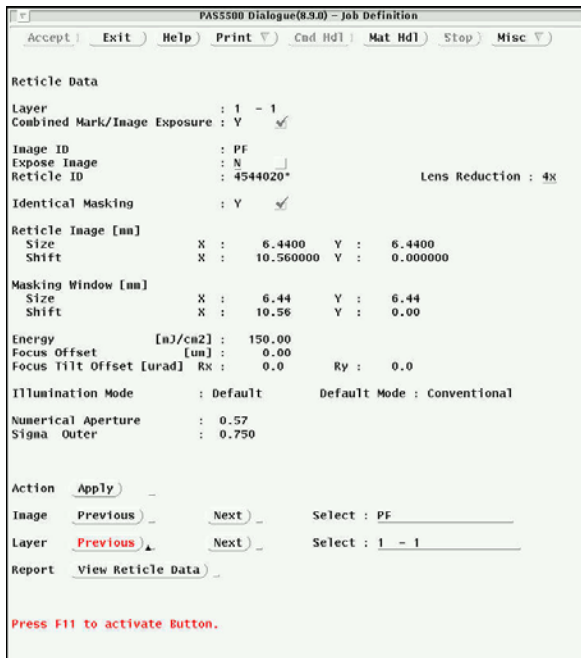 PAS5500 Dialogue(8.9.0) – Job Definition
Accept Exit Help Print Cmd Hdl Mat Hdl Stop Misc
Reticle Data
Layer : 1 - 1
Combined Mark/Image Exposure : Y
Image ID : PF
Expose Image : N
Reticle ID : 4544020* Lens Reduction : 4x
Identical Masking : Y
Reticle Image [mm]
Size X : 6.4400 Y : 6.4400
Shift X : 10.560000 Y : 0.000000
Masking Window [mm]
Size X : 6.44 Y : 6.44
Shift X : 10.56 Y : 0.00
Energy [mJ/cm2] : 150.00
Focus Offset [um] : 0.00
Focus Tilt Offset [urad] Rx : 0.0 Ry : 0.0
Illumination Mode : Default Default Mode : Conventional
Numerical Aperture : 0.57
Sigma Outer : 0.750
Action Apply
Image Previous Next Select : PF
Layer Previous Next Select : 1 - 1
Report View Reticle Data
Press F11 to activate Button.